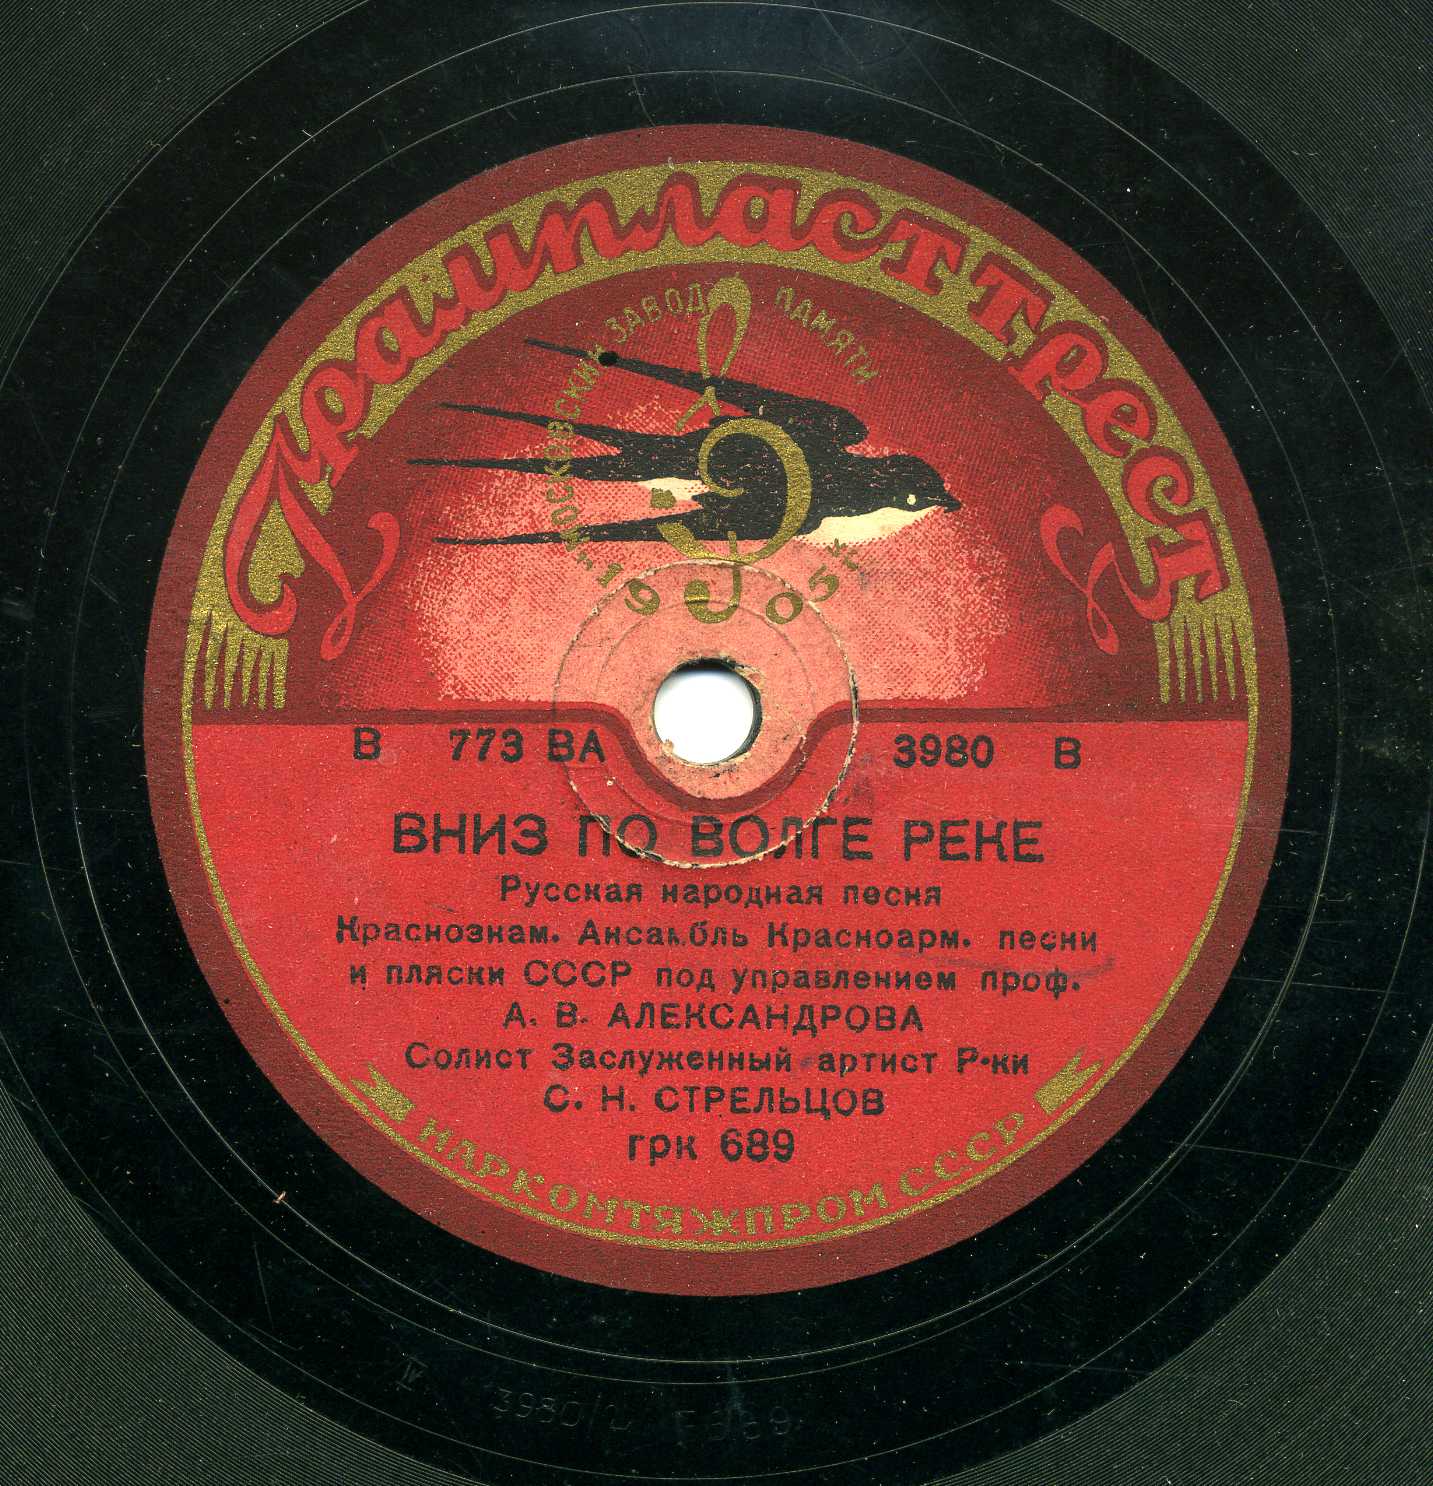 Грампласттрест
МОСКОВСКИЙ ЗАВОД ПАМЯТИ
"1905"
В 773 ВА 3980 В
ВНИЗ ПО ВОЛГЕ РЕКЕ
Русская народная песня
Краснознам. Ансамбль Красноарм. песни
и пляски СССР под управлением проф.
А. В. АЛЕКСАНДРОВА
Солист Заслуженный артист Р-ки
С. Н. СТРЕЛЬЦОВ
грк 689
НАРКОМТЯЖПРОМ СССР